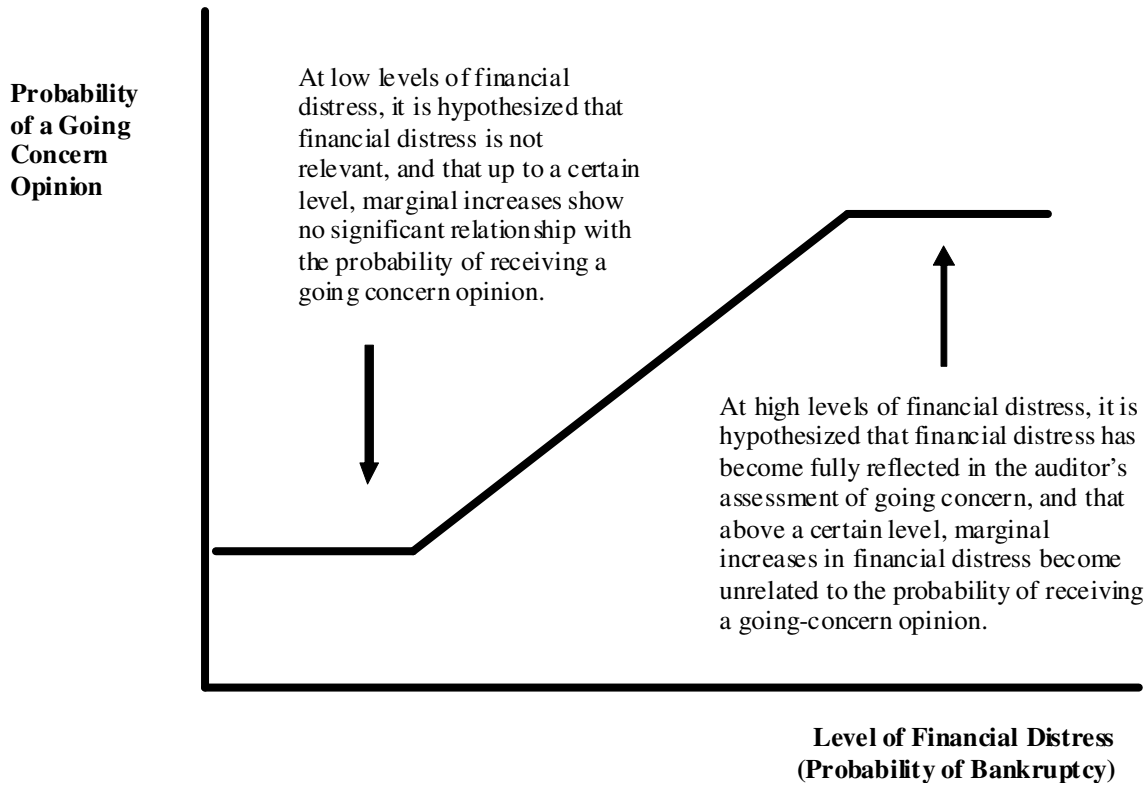 Probability
of a Going
Concern
Opinion
At low levels of financial
distress, it is hypothesized that
financial distress is not
relevant, and that up to a certain
level, marginal increases show
no significant relationship with
the probability of receiving a
going concern opinion.
At high levels of financial distress, it is
hypothesized that financial distress has
become fully reflected in the auditor’s
assessment of going concern, and that
above a certain level, marginal
increases in financial distress become
unrelated to the probability of receiving
a going-concern opinion.
Level of Financial Distress
(Probability of Bankruptcy)